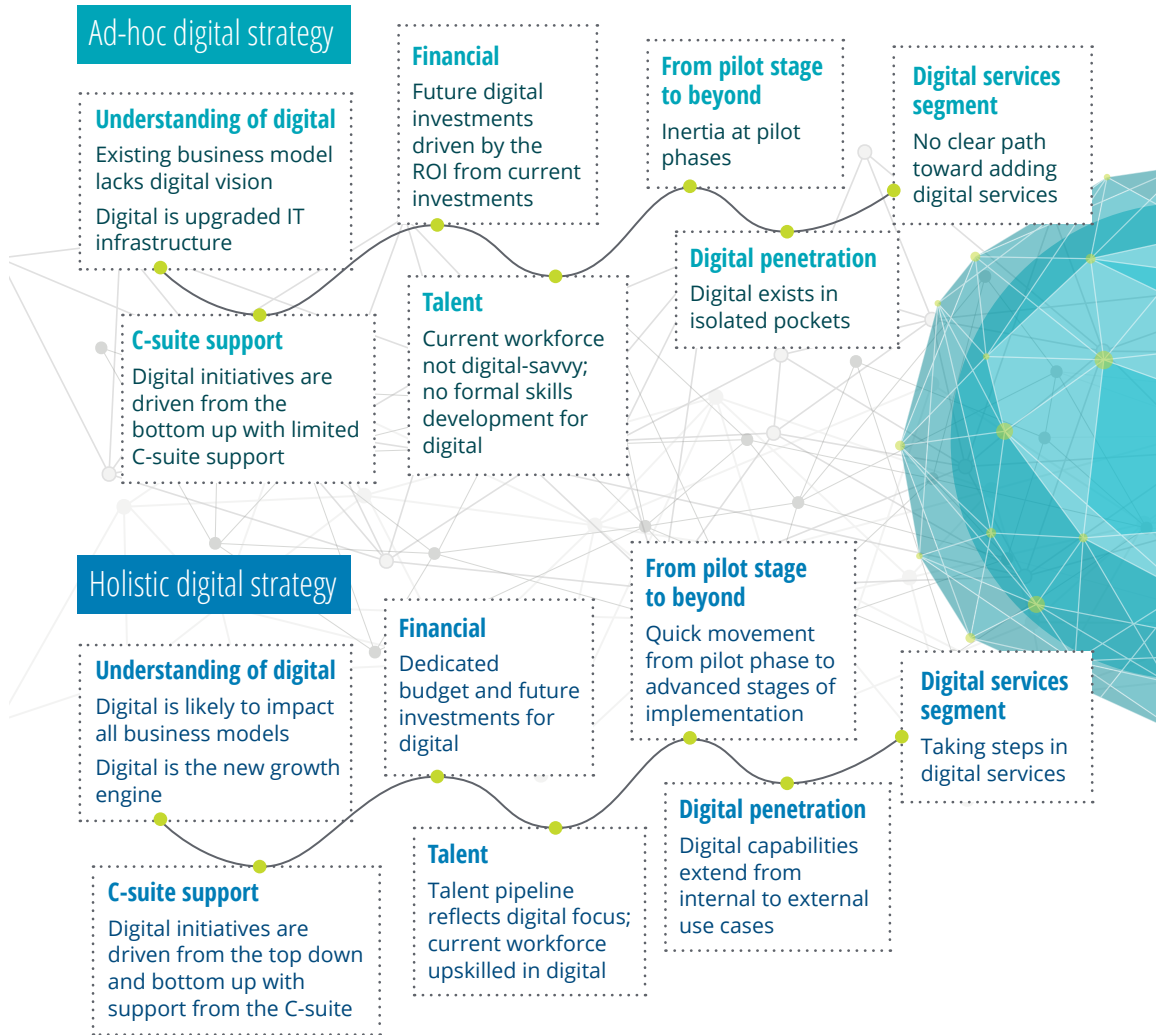 Ad-hoc digital strategy
Understanding of digital
Existing business model
lacks digital vision
Digital is upgraded IT
infrastructure
C-suite support
Digital initiatives are
driven from the
bottom up with limited
C-suite support
Financial
Future digital
investments
driven by the
ROI from current
investments
Talent
Current workforce
not digital-savvy;
no formal skills
development for
digital
From pilot stage
to beyond
Inertia at pilot
phases
Digital penetration
Digital exists in
isolated pockets
Digital services
segment
No clear path
toward adding
digital services
Holistic digital strategy
Understanding of digital
Digital is likely to impact
all business models
Digital is the new growth
engine
C-suite support
Digital initiatives are
driven from the top down
and bottom up with
support from the C-suite
Financial
Dedicated
budget and future
investments for
digital
Talent
Talent pipeline
reflects digital focus;
current workforce
upskilled in digital
From pilot stage
to beyond
Quick movement
from pilot phase to
advanced stages of
implementation
Digital penetration
Digital capabilities
extend from
internal to external
use cases
Digital services
segment
Taking steps in
digital services